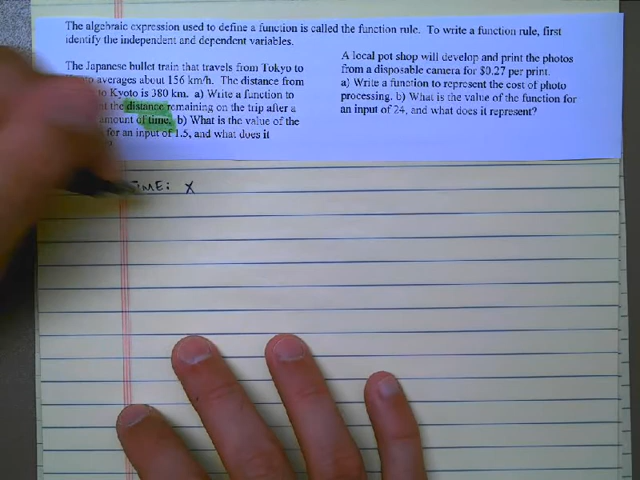 The algebraic expression used to define a function is called the function rule. To write a function rule, first
identify the independent and dependent variables.
The Japanese bullet train that travels from Tokyo to
averages about 156 km/h. The distance from
to Kyoto is 380 km. a) Write a function to
the distance remaining on the trip after a
amount of time. b) What is the value of the
for an input of 1.5, and what does it
A local pot shop will develop and print the photos
from a disposable camera for $0.27 per print.
a) Write a function to represent the cost of photo
processing. b) What is the value of the function for
an input of 24, and what does it represent?
TIME: X